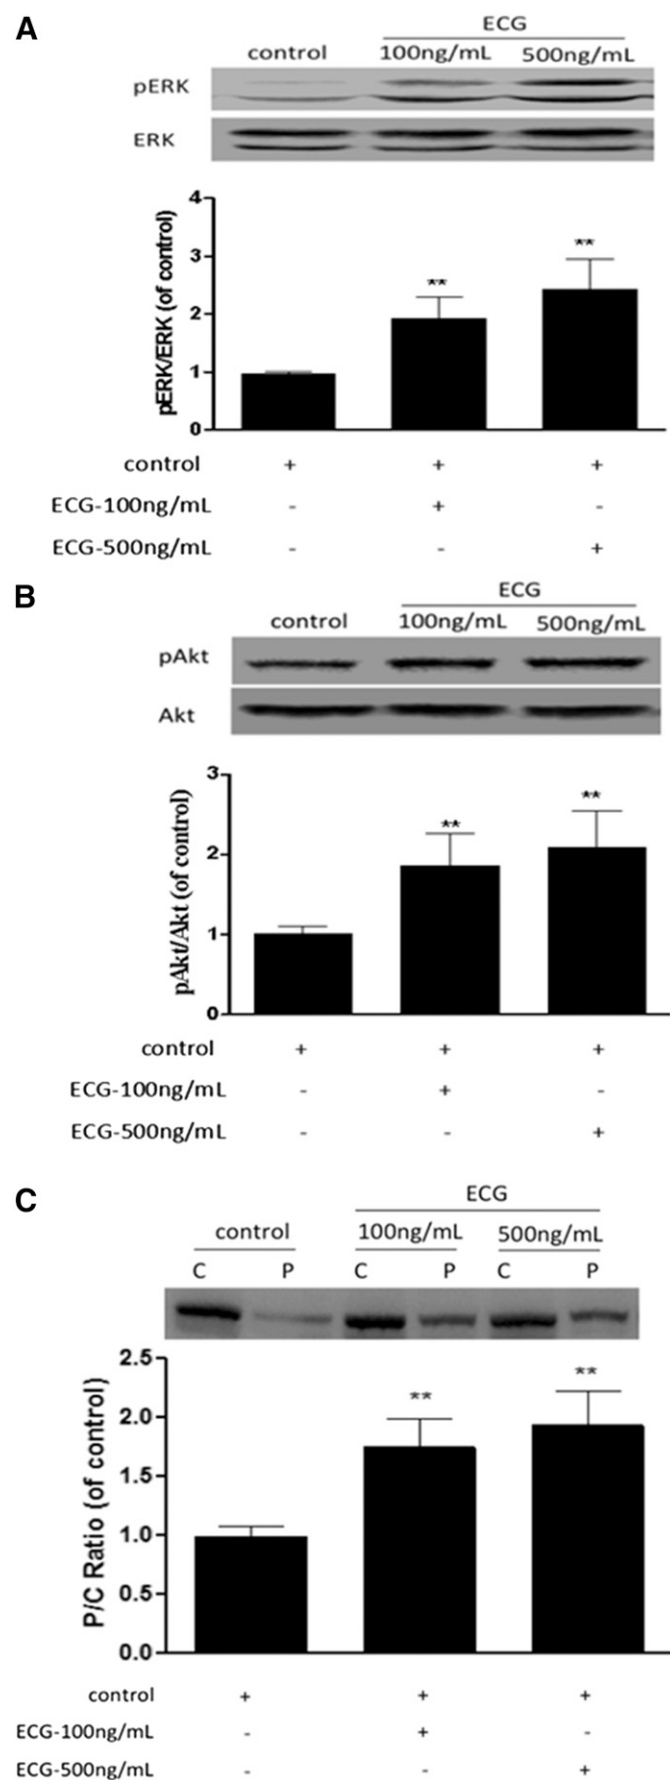 A
ECG
control 100ng/mL 500ng/mL
pERK
ERK
pERK/ERK (of control)
4
3
2
1
0
**
**
control + + +
ECG-100ng/mL - + -
ECG-500ng/mL - - +
B
ECG
control 100ng/mL 500ng/mL
pAkt
Akt
pAkt/Akt (of control)
3
2
1
0
**
**
control + + +
ECG-100ng/mL - + -
ECG-500ng/mL - - +
C
ECG
control 100ng/mL 500ng/mL
C P C P C P
P/C Ratio (of control)
2.5
2.0
1.5
1.0
0.5
0.0
**
**
control + + +
ECG-100ng/mL - + -
ECG-500ng/mL - - +